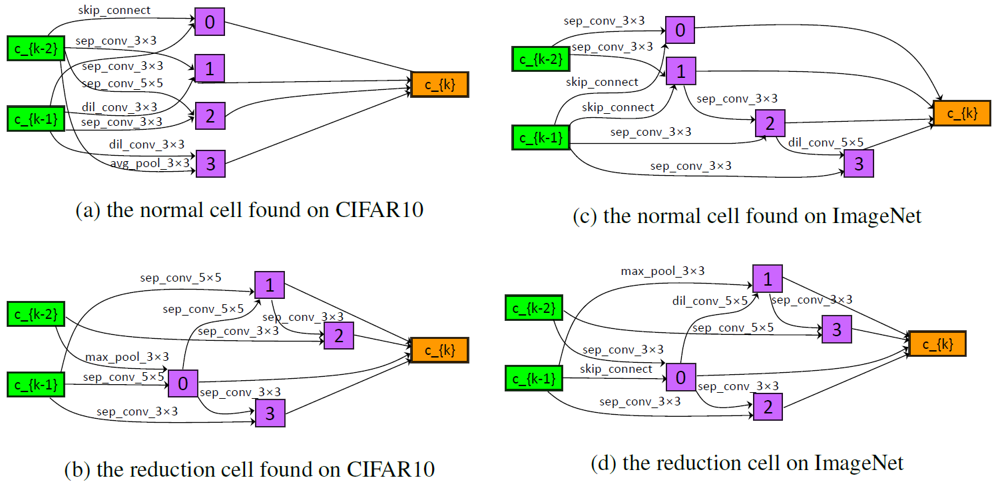 skip_connect
0
c_{k-2}
sep_conv_3×3
sep_conv_3×3
1
sep_conv_5×5
c_{k}
dil_conv_3×3
c_{k-1}
sep_conv_3×3
2
dil_conv_3×3
avg_pool_3×3
3
(a) the normal cell found on CIFAR10
sep_conv_3×3
0
c_{k-2}
sep_conv_3×3
1
skip_connect
sep_conv_3×3
skip_connect
c_{k}
2
c_{k-1}
sep_conv_3×3
dil_conv_5×5
3
sep_conv_3×3
(c) the normal cell found on ImageNet
sep_conv_5×5
1
c_{k-2}
sep_conv_5×5
sep_conv_3×3
sep_conv_3×3
2
c_{k}
max_pool_3×3
sep_conv_5×5
c_{k-1}
0
sep_conv_3×3
sep_conv_3×3
3
(b) the reduction cell found on CIFAR10
max_pool_3×3
1
dil_conv_5×5
sep_conv_3×3
c_{k-2}
sep_conv_5×5
3
c_{k}
sep_conv_3×3
skip_connect
c_{k-1}
0
sep_conv_3×3
sep_conv_3×3
2
(d) the reduction cell on ImageNet